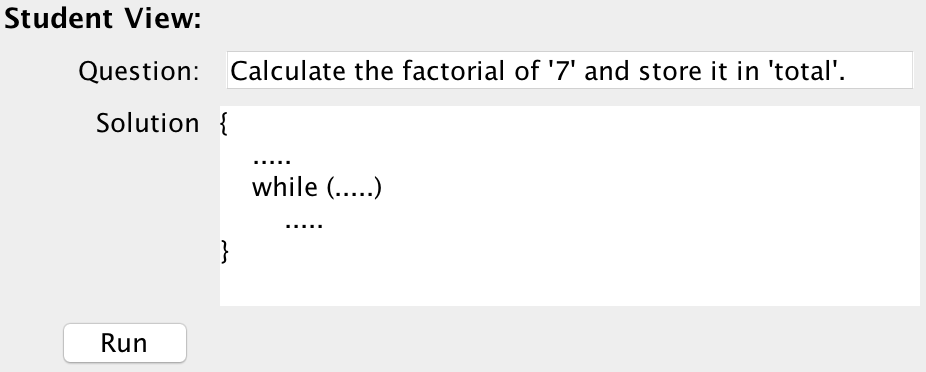 Student View:
Question: Calculate the factorial of '7' and store it in 'total'.
Solution {
.....
while (.....)
.....
}
Run